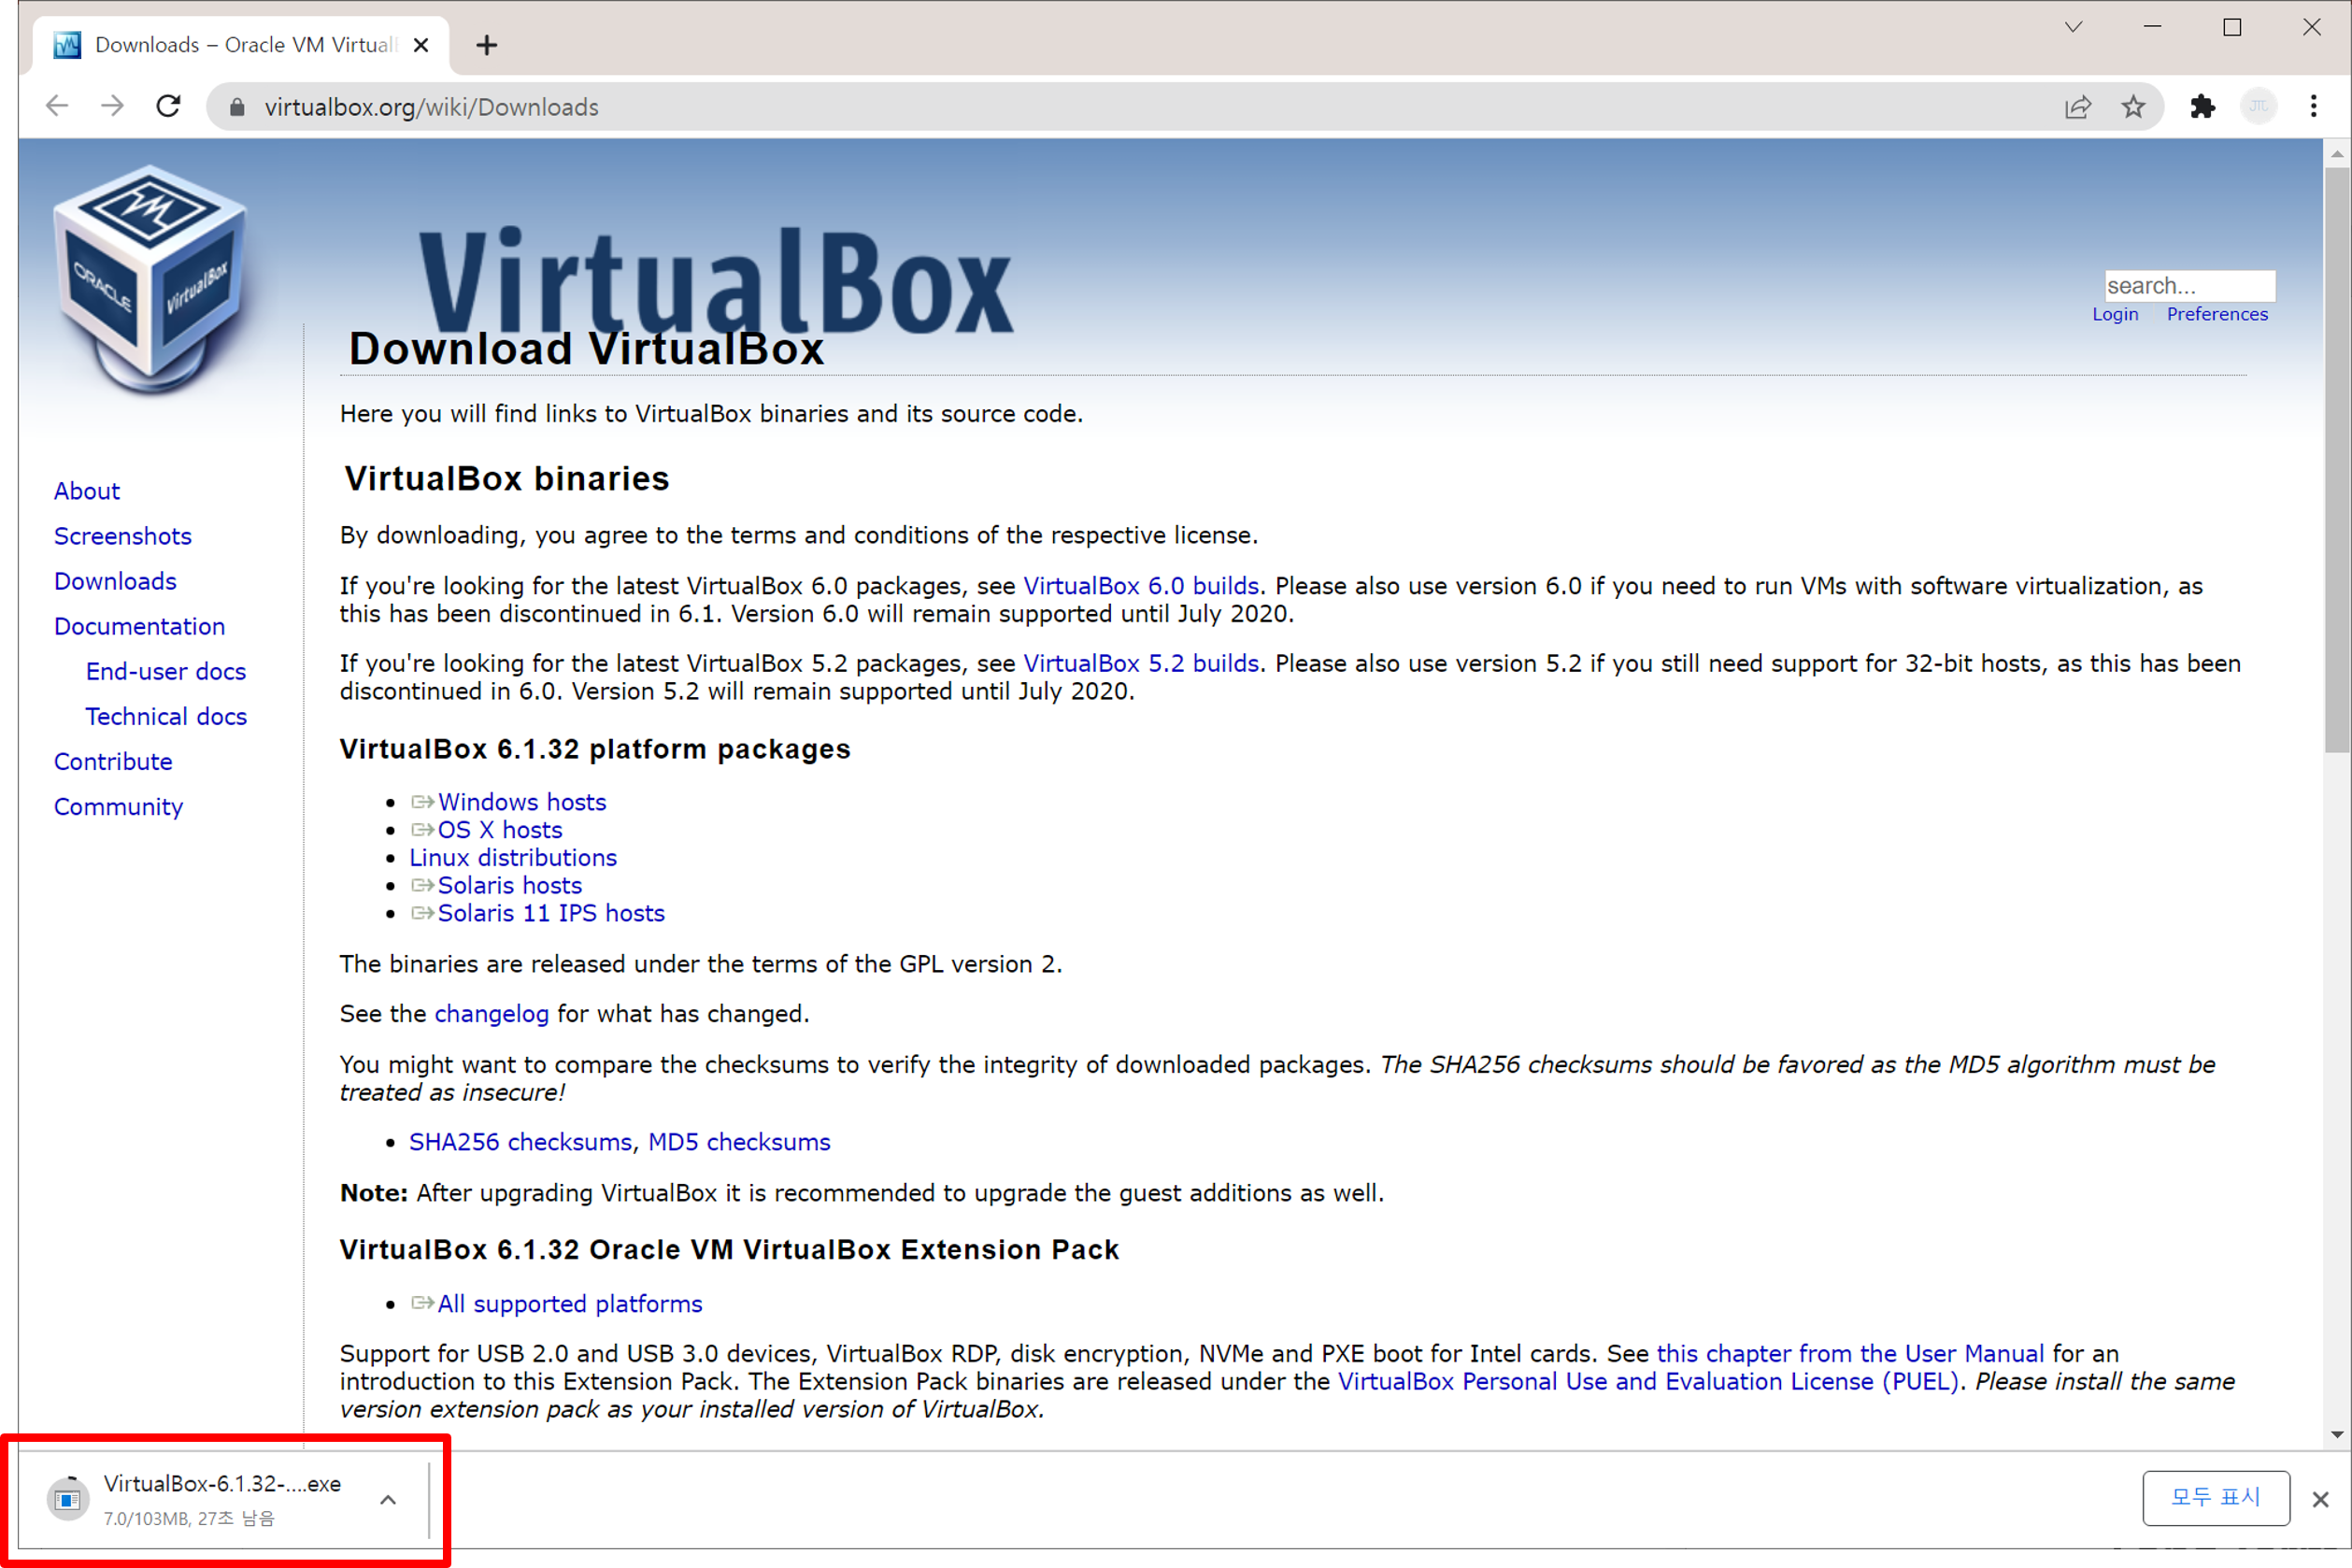 Downloads – Oracle VM Virtual
virtualbox.org/wiki/Downloads
ORACLE
VirtualBox
VirtualBox
search...
Login Preferences
Download VirtualBox
Here you will find links to VirtualBox binaries and its source code.
About
Screenshots
Downloads
Documentation
End-user docs
Technical docs
Contribute
Community
VirtualBox binaries
By downloading, you agree to the terms and conditions of the respective license.
If you're looking for the latest VirtualBox 6.0 packages, see VirtualBox 6.0 builds. Please also use version 6.0 if you need to run VMs with software virtualization, as
this has been discontinued in 6.1. Version 6.0 will remain supported until July 2020.
If you're looking for the latest VirtualBox 5.2 packages, see VirtualBox 5.2 builds. Please also use version 5.2 if you still need support for 32-bit hosts, as this has been
discontinued in 6.0. Version 5.2 will remain supported until July 2020.
VirtualBox 6.1.32 platform packages
Windows hosts
OS X hosts
Linux distributions
Solaris hosts
Solaris 11 IPS hosts
The binaries are released under the terms of the GPL version 2.
See the changelog for what has changed.
You might want to compare the checksums to verify the integrity of downloaded packages. The SHA256 checksums should be favored as the MD5 algorithm must be
treated as insecure!
SHA256 checksums, MD5 checksums
Note: After upgrading VirtualBox it is recommended to upgrade the guest additions as well.
VirtualBox 6.1.32 Oracle VM VirtualBox Extension Pack
All supported platforms
Support for USB 2.0 and USB 3.0 devices, VirtualBox RDP, disk encryption, NVMe and PXE boot for Intel cards. See this chapter from the User Manual for an
introduction to this Extension Pack. The Extension Pack binaries are released under the VirtualBox Personal Use and Evaluation License (PUEL). Please install the same
version extension pack as your installed version of VirtualBox.
VirtualBox-6.1.32-....exe
7.0/103MB, 27초 남음
모두 표시